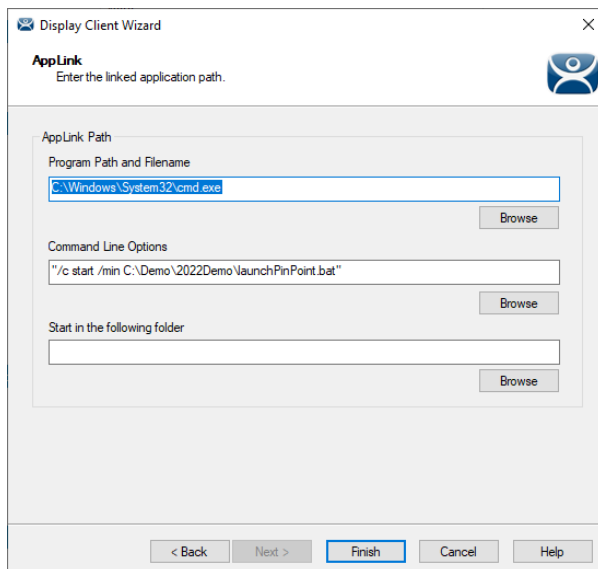 Display Client Wizard
AppLink
Enter the linked application path.
AppLink Path
Program Path and Filename
C:\Windows\System32\cmd.exe
Browse
Command Line Options
"/c start /min C:\Demo\2022Demo\launchPinPoint.bat"
Browse
Start in the following folder
Browse
< Back Next > Finish Cancel Help